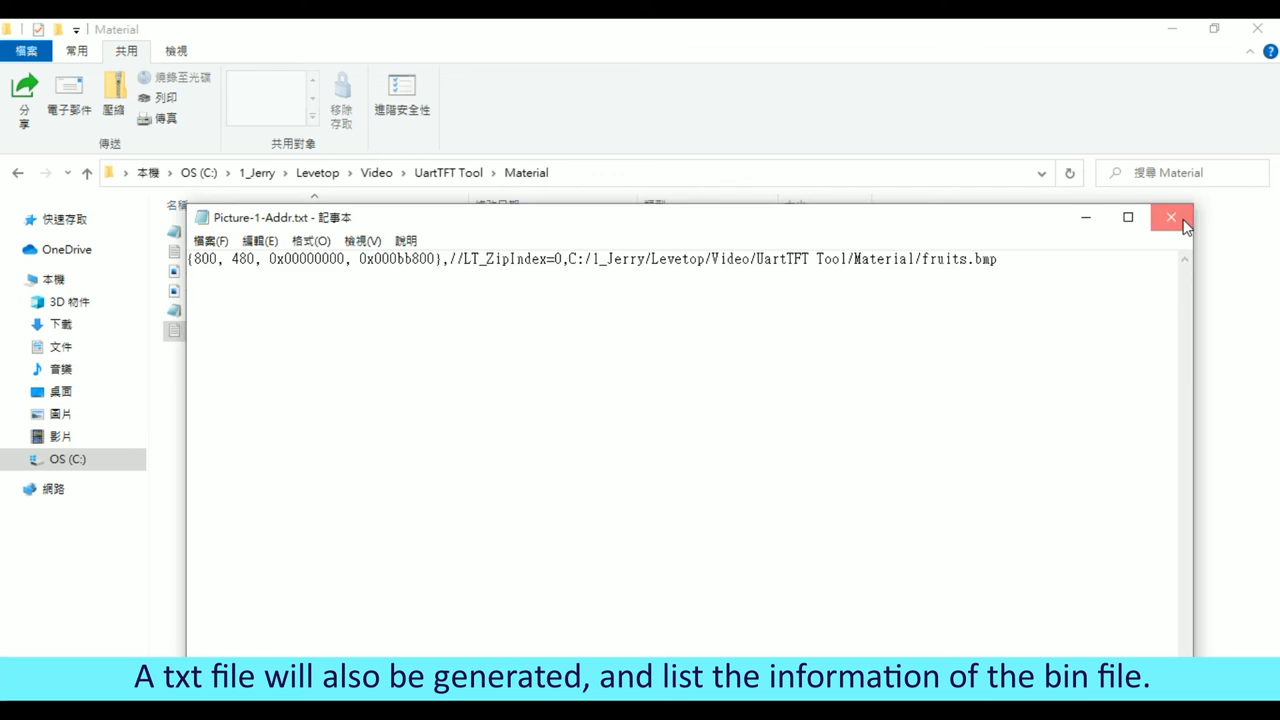 Material
檔案 常用 共用 檢視
分享 電子郵件 壓縮 燒錄至光碟 列印 傳真 移除存取 進階安全性
傳送 共用對象
本機 OS (C:) 1_Jerry Levetop Video UartTFT Tool Material 搜尋 Material
快速存取
OneDrive
本機
3D 物件
下載
文件
音樂
桌面
圖片
影片
OS (C:)
網路
Picture-1-Addr.txt - 記事本
檔案(F) 編輯(E) 格式(O) 檢視(V) 說明
{800, 480, 0x00000000, 0x000bb800},//LT_ZipIndex=0,C:/1_Jerry/Levetop/Video/UartTFT Tool/Material/fruits.bmp
A txt file will also be generated, and list the information of the bin file.